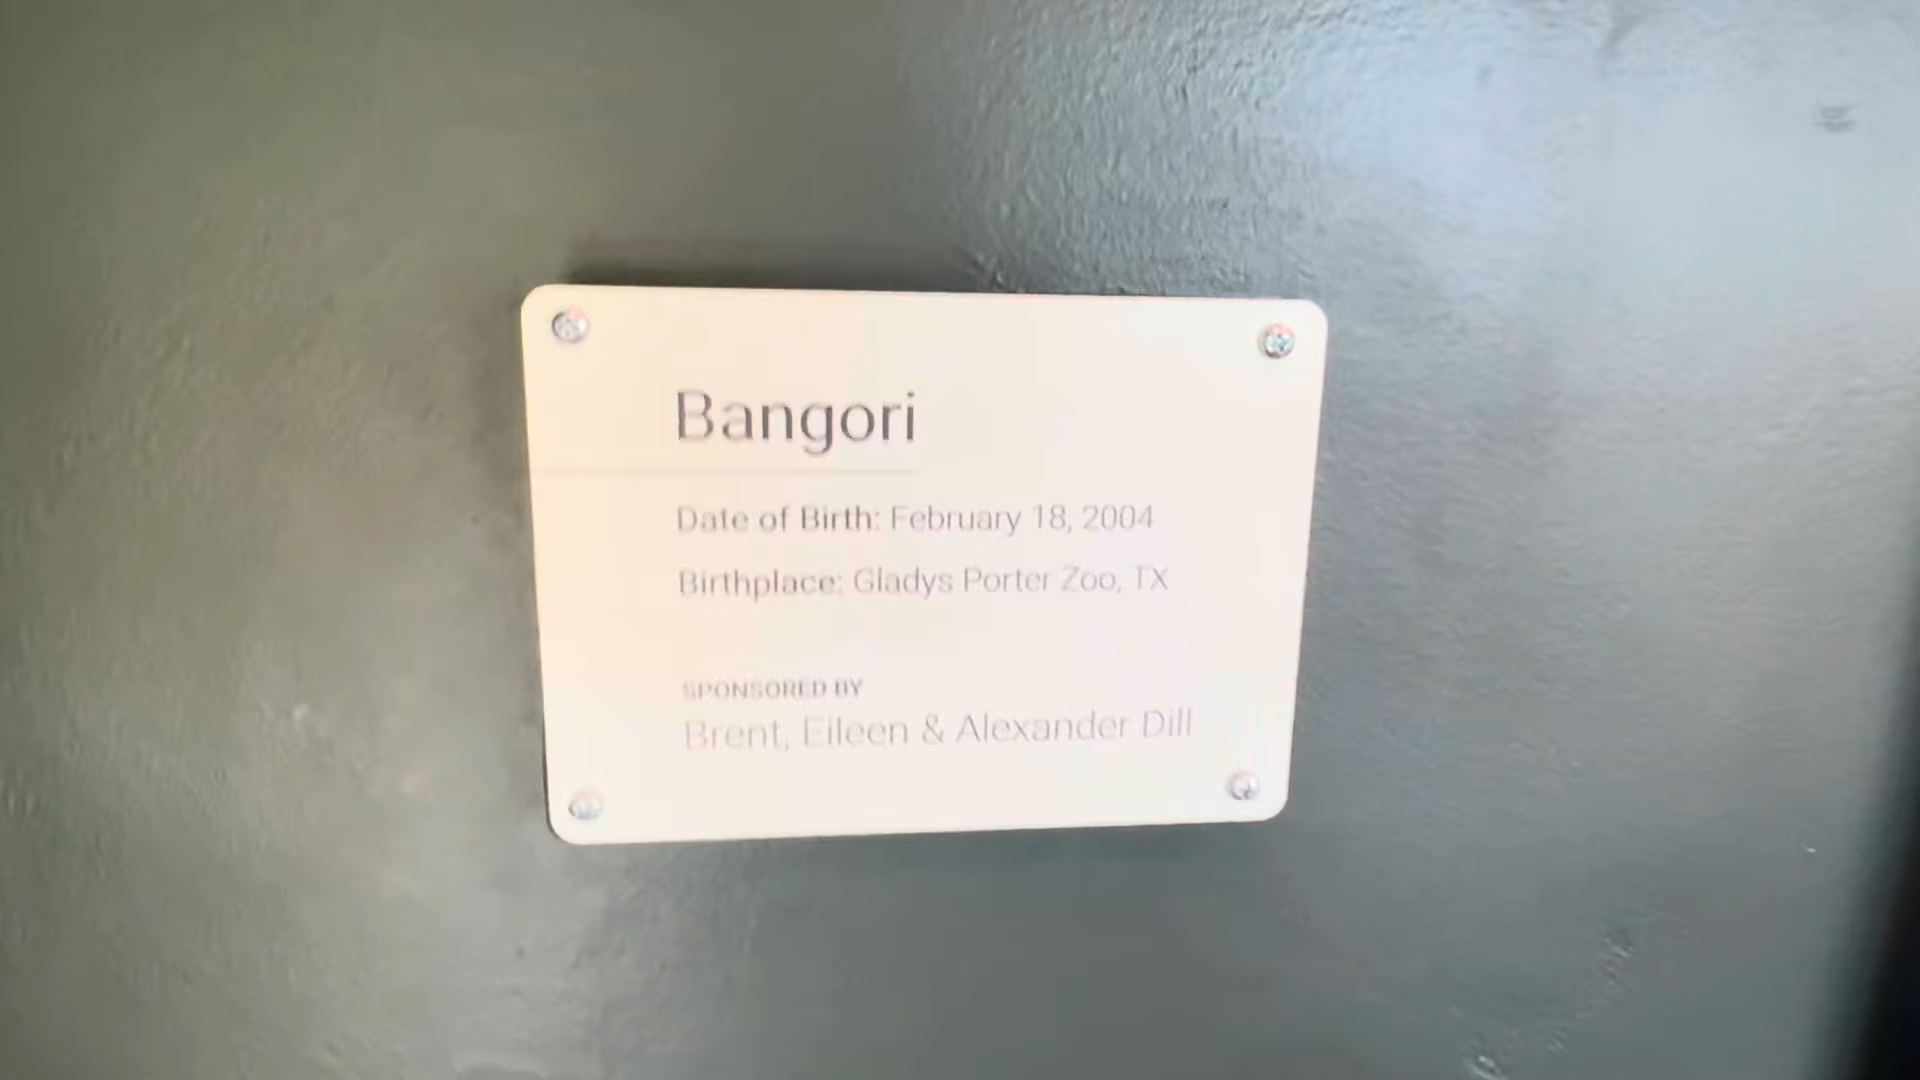 Bangori
Date of Birth: February 18, 2004
Birthplace: Gladys Porter Zoo, TX
SPONSORED BY
Brent, Eileen & Alexander Dill